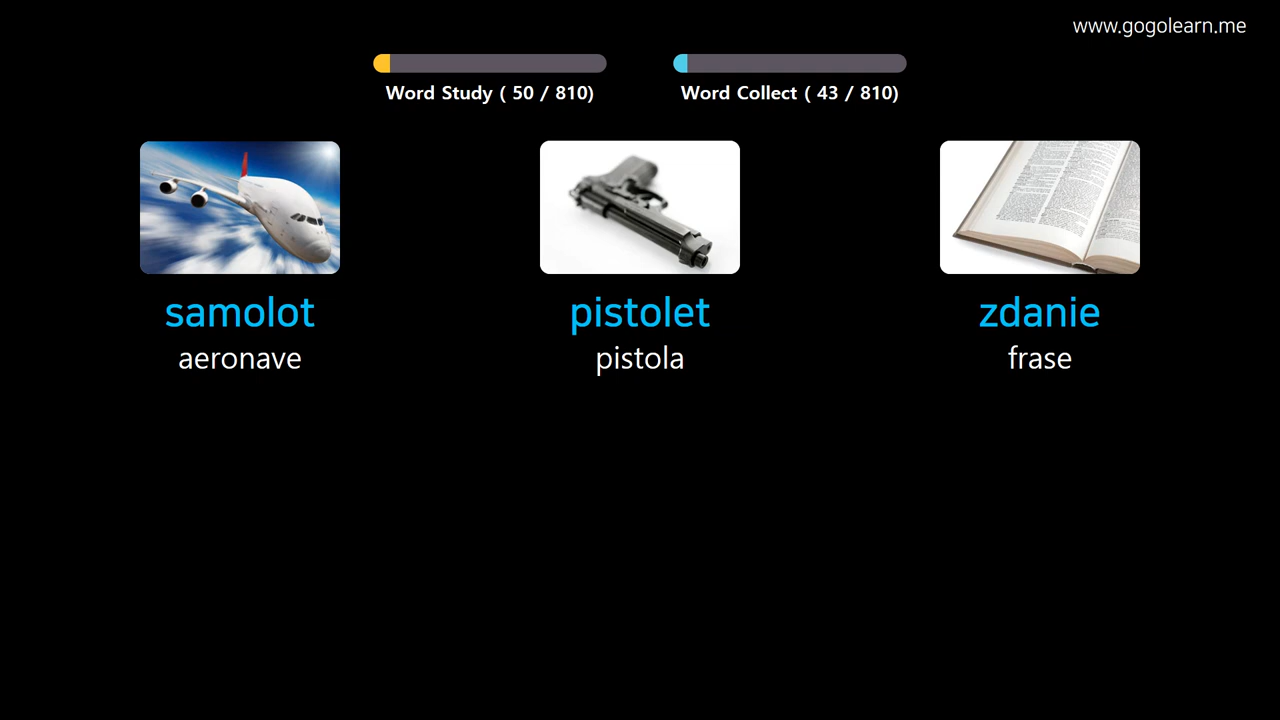 www.gogolearn.me
Word Study ( 50 / 810)
Word Collect ( 43 / 810)
samolot
pistolet
zdanie
aeronave
pistola
frase